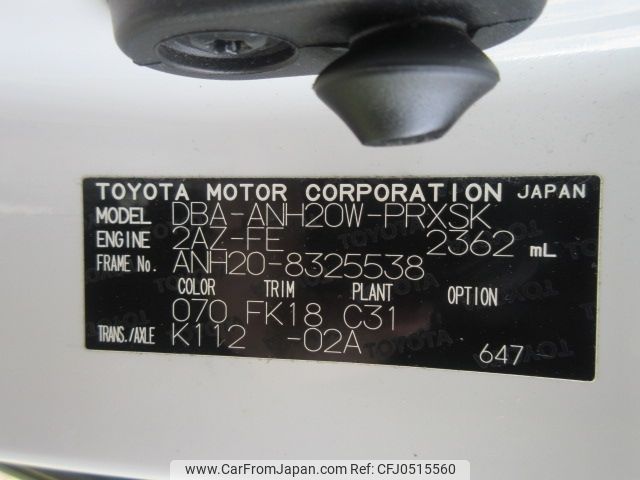 TOYOTA MOTOR CORPORATION JAPAN
MODEL DBA-ANH20W-PRXSK
ENGINE 2AZ-FE 2362 mL
FRAME No. ANH20-8325538
COLOR TRIM PLANT OPTION
070 FK18 C31
TRANS./AXLE K112 -02A
647
www.CarFromJapan.com | Ref.CFJ0515560